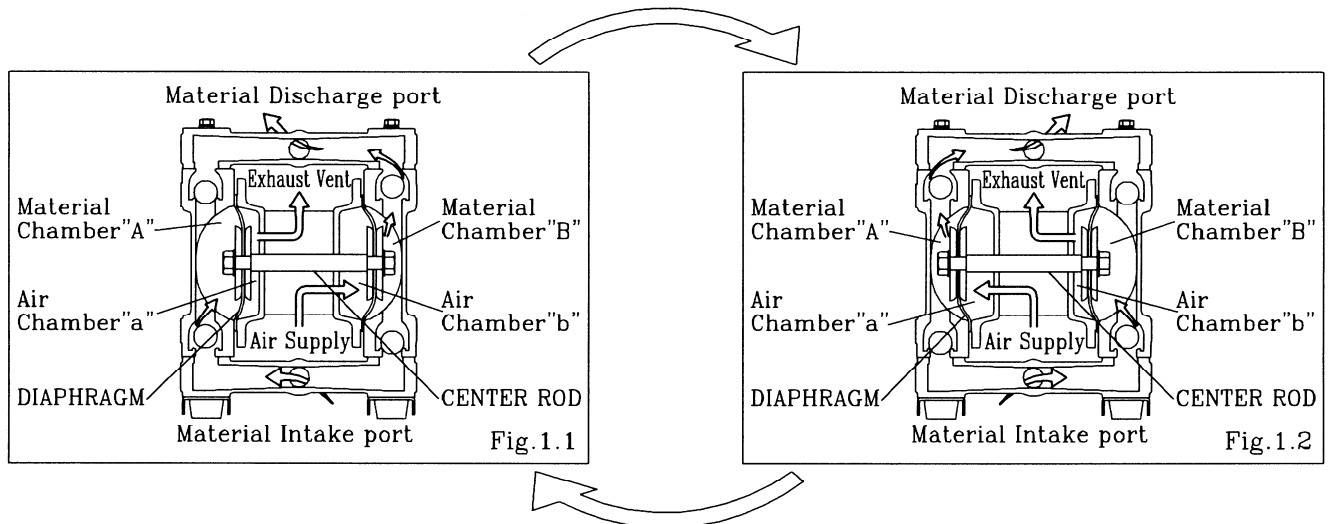 Material Discharge port
Exhaust Vent
Material
Chamber"A"
Material
Chamber"B"
Air
Chamber"a"
Air
Chamber"b"
Air Supply
DIAPHRAGM
CENTER ROD
Material Intake port
Fig.1.1
Material Discharge port
Exhaust Vent
Material
Chamber"A"
Material
Chamber"B"
Air
Chamber"a"
Air
Chamber"b"
Air Supply
DIAPHRAGM
CENTER ROD
Material Intake port
Fig.1.2